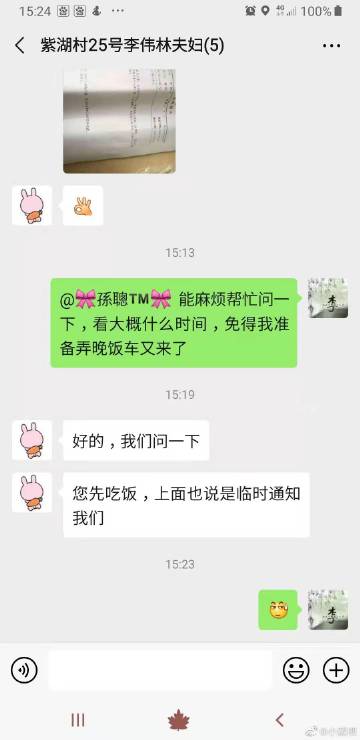 15:24
4G
100%
紫湖村25号李伟林夫妇(5)
15:13
@🎀孫聰TM🎀 能麻烦帮忙问一
下，看大概什么时间，免得我准
备弄晚饭车又来了
李
15:19
好的，我们问一下
您先吃饭，上面也说是临时通知
我们
15:23
李